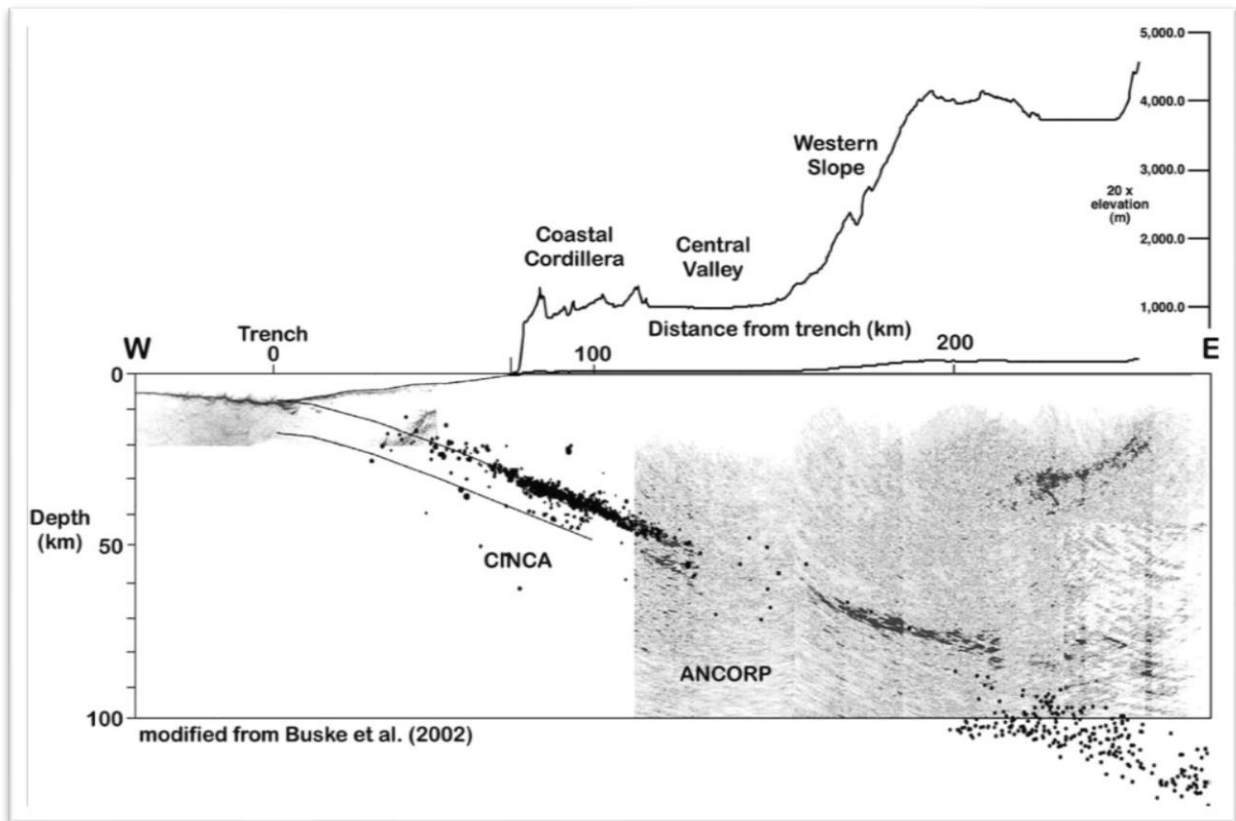 5,000.0
4,000.0
Western
Slope
3,000.0
20 x
elevation
(m)
Coastal
Cordillera
Central
Valley
2,000.0
1,000.0
Trench
Distance from trench (km)
W
0
100
200
E
0
Depth
(km)
50
CINCA
ANCORP
100
modified from Buske et al. (2002)